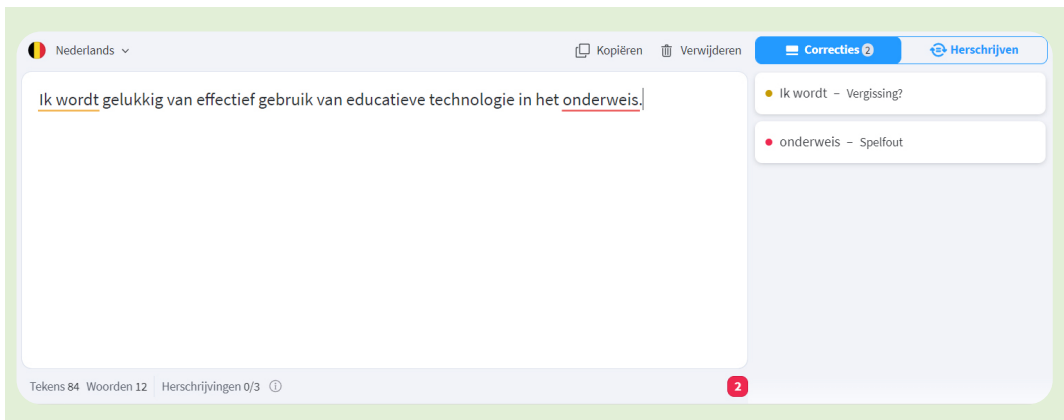 Nederlands
Kopiëren
Verwijderen
Correcties 2
Herschrijven
Ik wordt gelukkig van effectief gebruik van educatieve technologie in het onderweis.
Ik wordt – Vergissing?
onderweis – Spelfout
Tekens 84 Woorden 12 Herschrijvingen 0/3
2